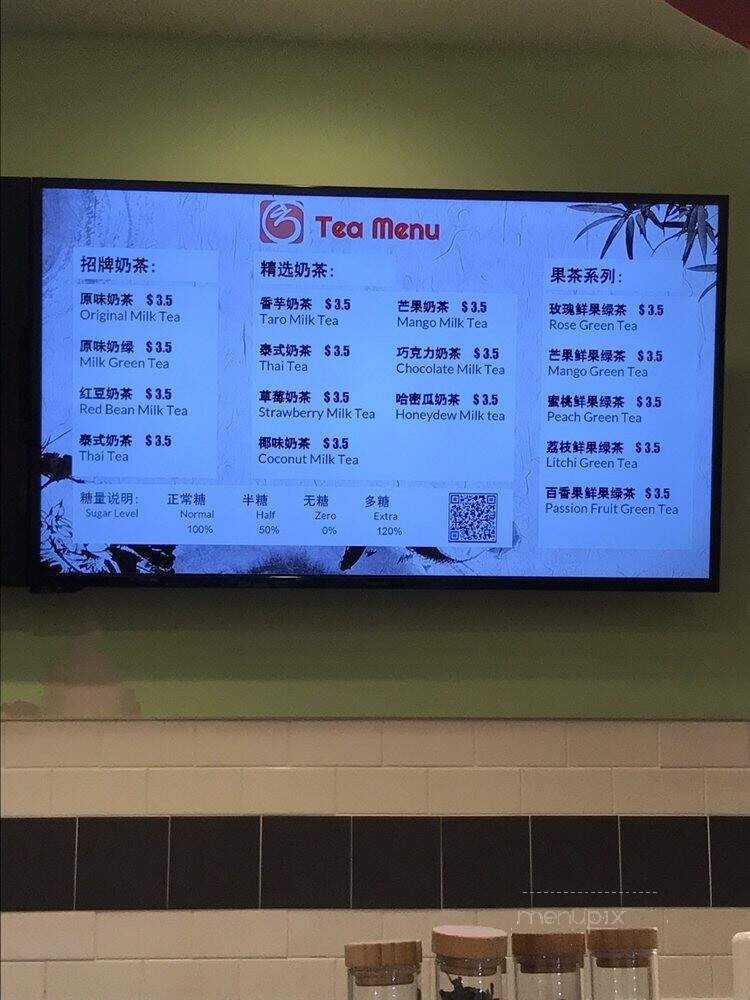 Tea Menu
招牌奶茶:
原味奶茶 $3.5
Original Milk Tea
原味奶绿 $3.5
Milk Green Tea
红豆奶茶 $3.5
Red Bean Milk Tea
泰式奶茶 $3.5
Thai Tea
精选奶茶:
香芋奶茶 $3.5
Taro Milk Tea
泰式奶茶 $3.5
Thai Tea
草莓奶茶 $3.5
Strawberry Milk Tea
椰味奶茶 $3.5
Coconut Milk Tea
芒果奶茶 $3.5
Mango Milk Tea
巧克力奶茶 $3.5
Chocolate Milk Tea
哈密瓜奶茶 $3.5
Honeydew Milk tea
果茶系列:
玫瑰鲜果绿茶 $3.5
Rose Green Tea
芒果鲜果绿茶 $3.5
Mango Green Tea
蜜桃鲜果绿茶 $3.5
Peach Green Tea
荔枝鲜果绿茶 $3.5
Litchi Green Tea
百香果鲜果绿茶 $3.5
Passion Fruit Green Tea
糖量说明: 正常糖 半糖 无糖 多糖
Sugar Level Normal Half Zero Extra
100% 50% 0% 120%
menupix